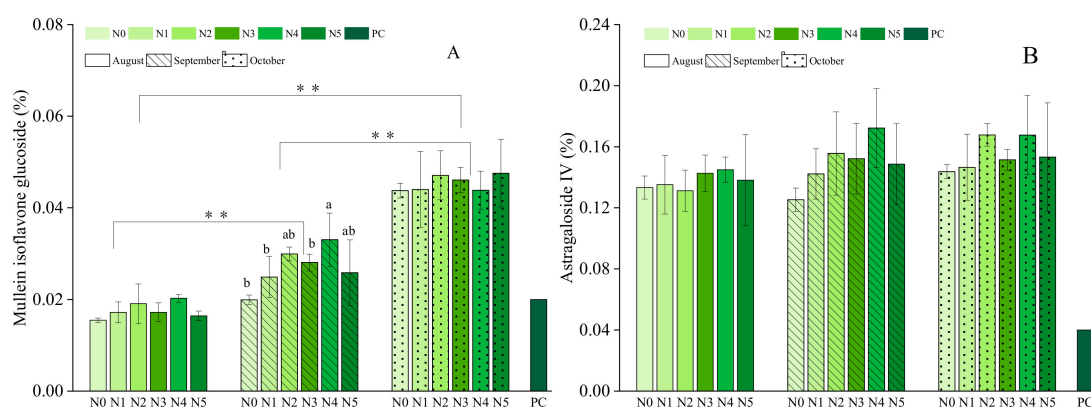 0.08
0.06
0.04
0.02
0.00
Mullein isoflavone glucoside (%)
N0 N1 N2 N3 N4 N5 PC
August September October
A
* *
* *
* *
b b ab b a ab
N0 N1 N2 N3 N4 N5 N0 N1 N2 N3 N4 N5 N0 N1 N2 N3 N4 N5 PC
0.24
0.20
0.16
0.12
0.08
0.04
0.00
Astragaloside IV (%)
N0 N1 N2 N3 N4 N5 PC
August September October
B
N0 N1 N2 N3 N4 N5 N0 N1 N2 N3 N4 N5 N0 N1 N2 N3 N4 N5 PC